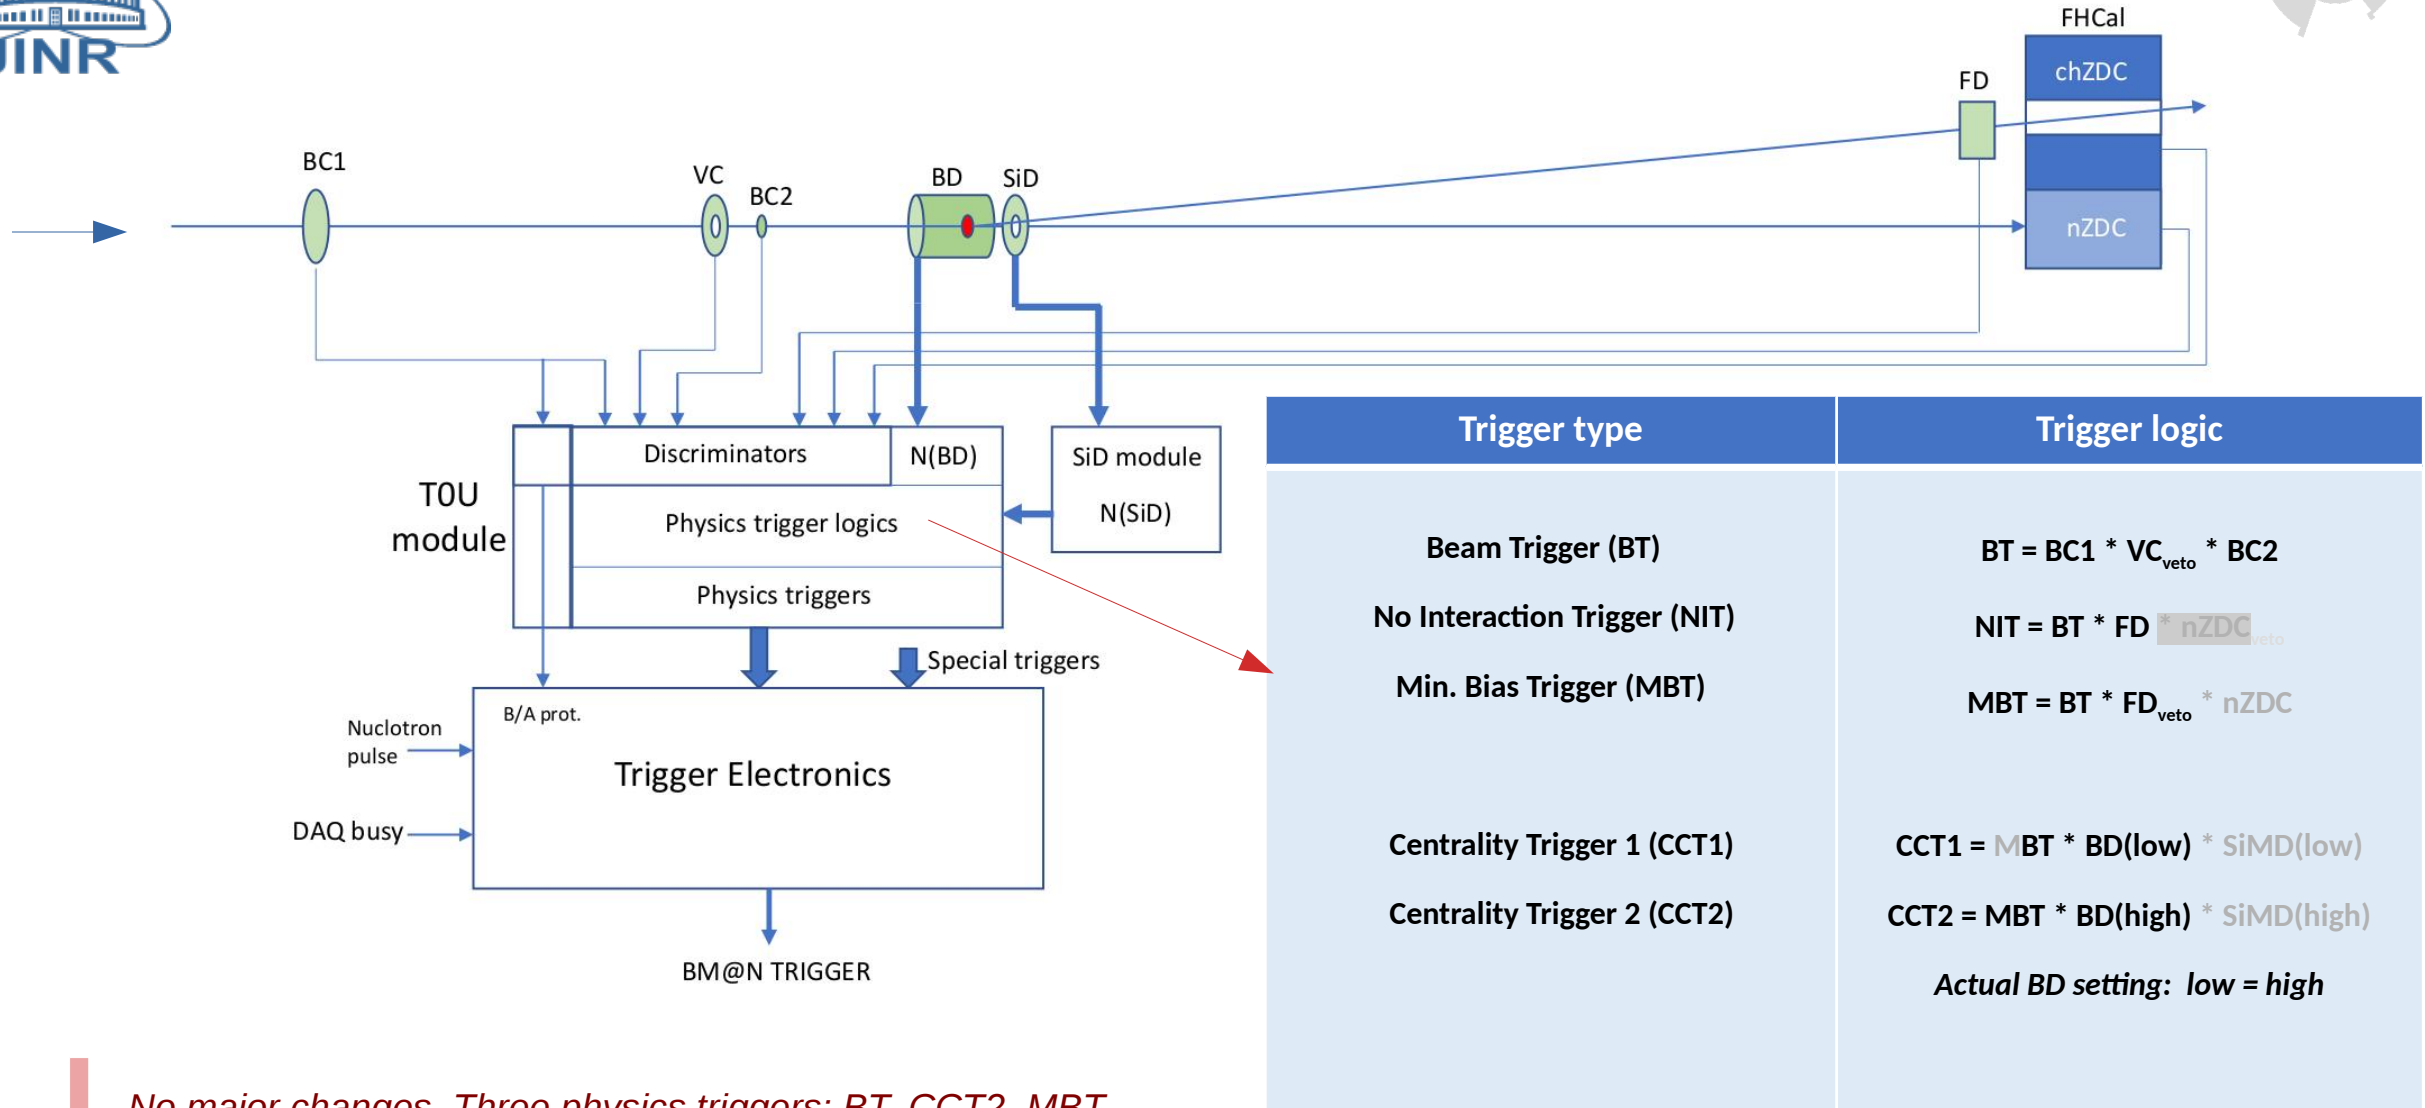 JINR
FHCal
chZDC
FD
BC1
VC
BC2
BD
SiD
nZDC
Discriminators
N(BD)
SiD module
N(SiD)
T0U
module
Physics trigger logics
Physics triggers
Special triggers
B/A prot.
Nuclotron
pulse
Trigger Electronics
DAQ busy
BM@N TRIGGER
Trigger type
Trigger logic
Beam Trigger (BT)
BT = BC1 * VCveto * BC2
No Interaction Trigger (NIT)
NIT = BT * FD * nZDCveto
Min. Bias Trigger (MBT)
MBT = BT * FDveto * nZDC
Centrality Trigger 1 (CCT1)
CCT1 = MBT * BD(low) * SiMD(low)
Centrality Trigger 2 (CCT2)
CCT2 = MBT * BD(high) * SiMD(high)
Actual BD setting: low = high
No major changes. Three physics triggers: BT, CCT2, MBT